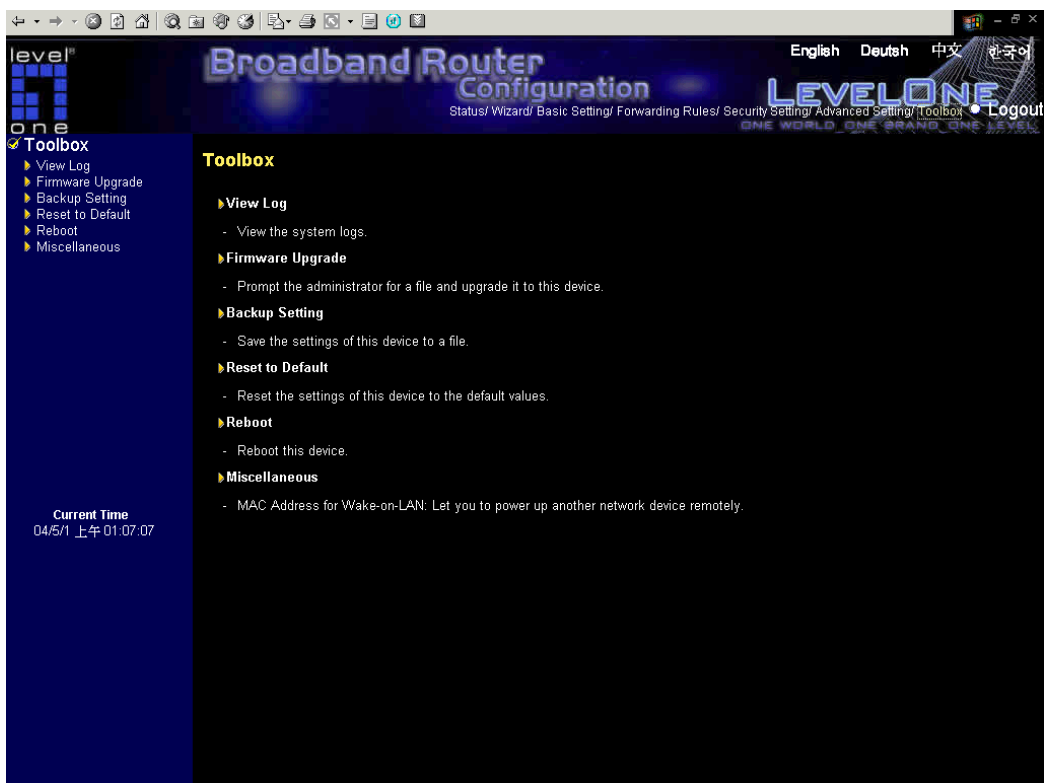 level®
one
Broadband Router
Configuration
English Deutsh 中文 한국어
LEVELONE
Status/ Wizard/ Basic Setting/ Forwarding Rules/ Security Setting/ Advanced Setting/ Toolbox Logout
ONE WORLD_ONE BRAND_ONE LEVEL
Toolbox
View Log
Firmware Upgrade
Backup Setting
Reset to Default
Reboot
Miscellaneous
Current Time
04/5/1 上午 01:07:07
Toolbox
View Log
- View the system logs.
Firmware Upgrade
- Prompt the administrator for a file and upgrade it to this device.
Backup Setting
- Save the settings of this device to a file.
Reset to Default
- Reset the settings of this device to the default values.
Reboot
- Reboot this device.
Miscellaneous
- MAC Address for Wake-on-LAN: Let you to power up another network device remotely.